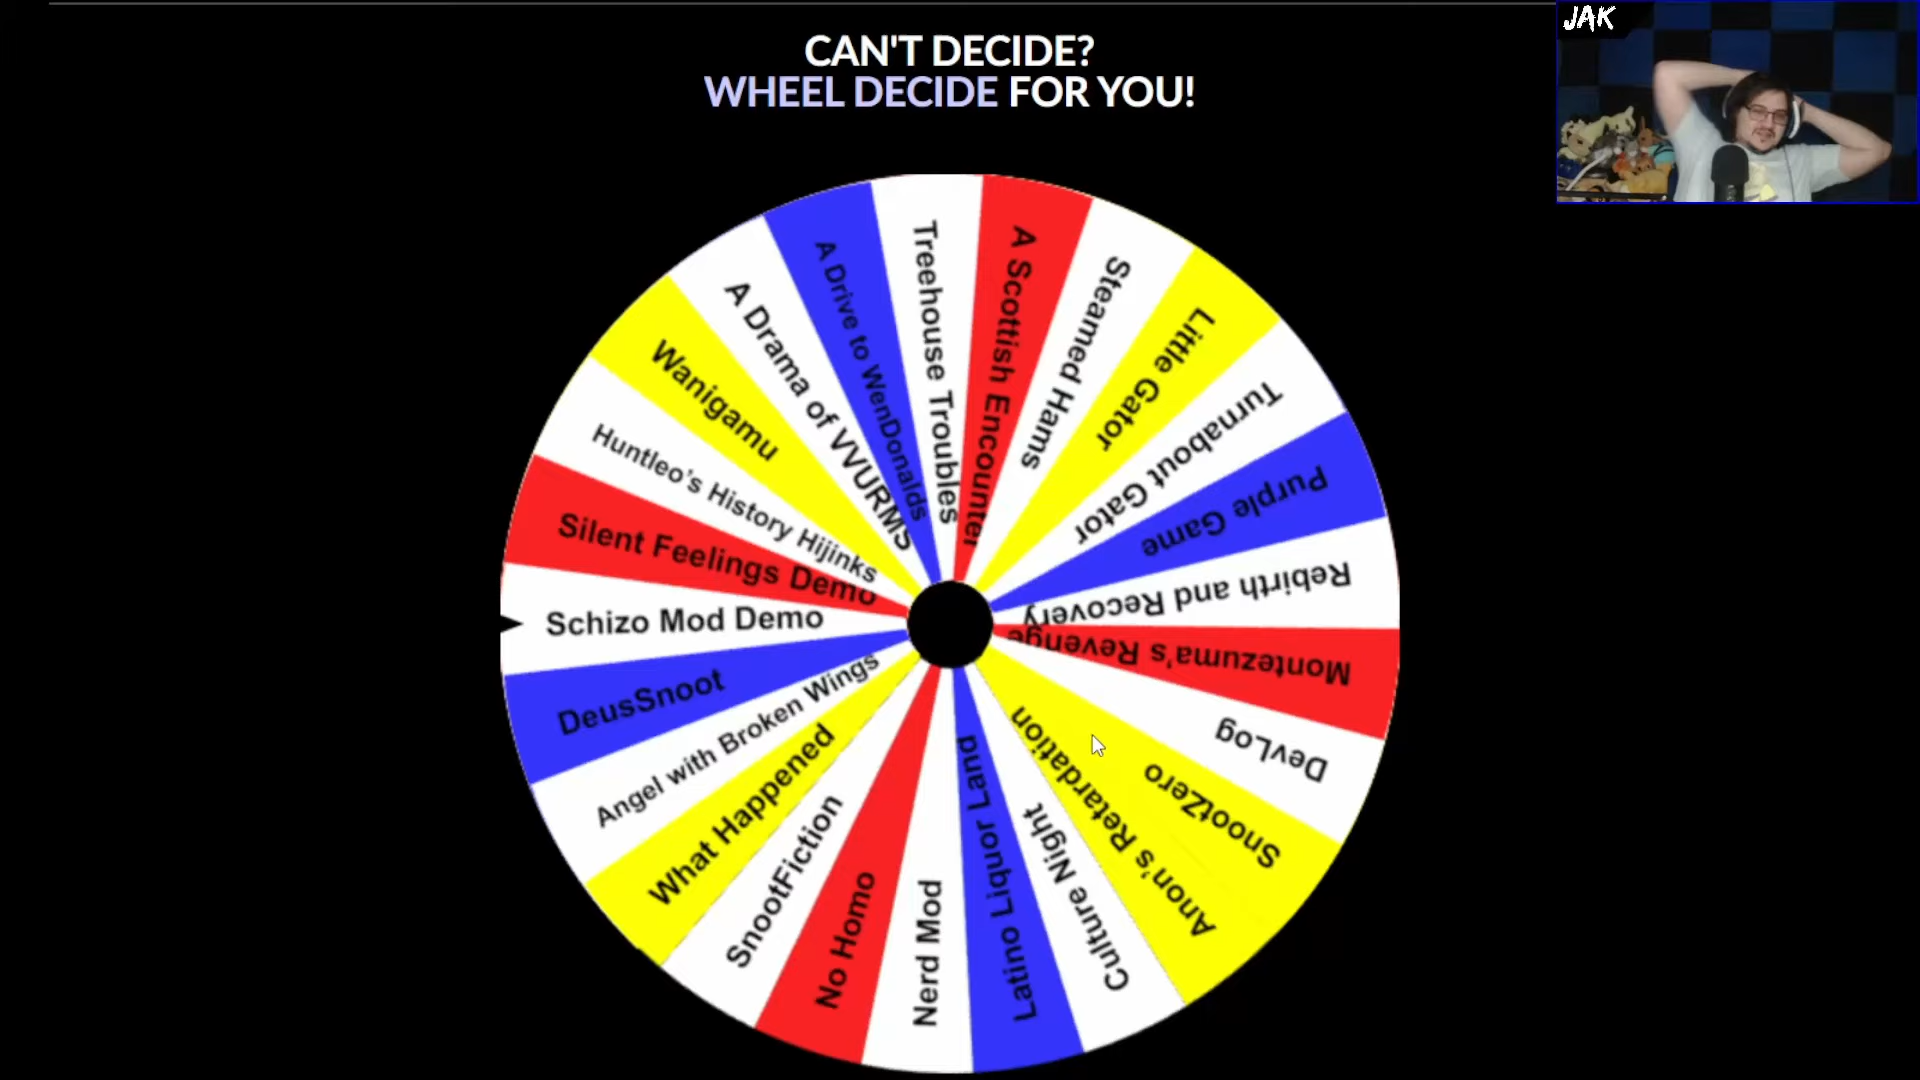 CAN'T DECIDE?
WHEEL DECIDE FOR YOU!
JAK
Treehouse Troubles
A Scottish Encounter
Steamed Hams
Little Gator
Turnabout Gator
Purple Game
Rebirth and Recovery
Montezuma's Revenge
DevLog
SnootZero
Anon's Retardation
Culture Night
Latino Liquor Land
Nerd Mod
No Homo
SnootFiction
What Happened
Angel with Broken Wings
DeusSnoot
Schizo Mod Demo
Silent Feelings Demo
Huntleo's History Hijinks
Wanigamu
A Drama of VVURMS
A Drive to WenDonalds